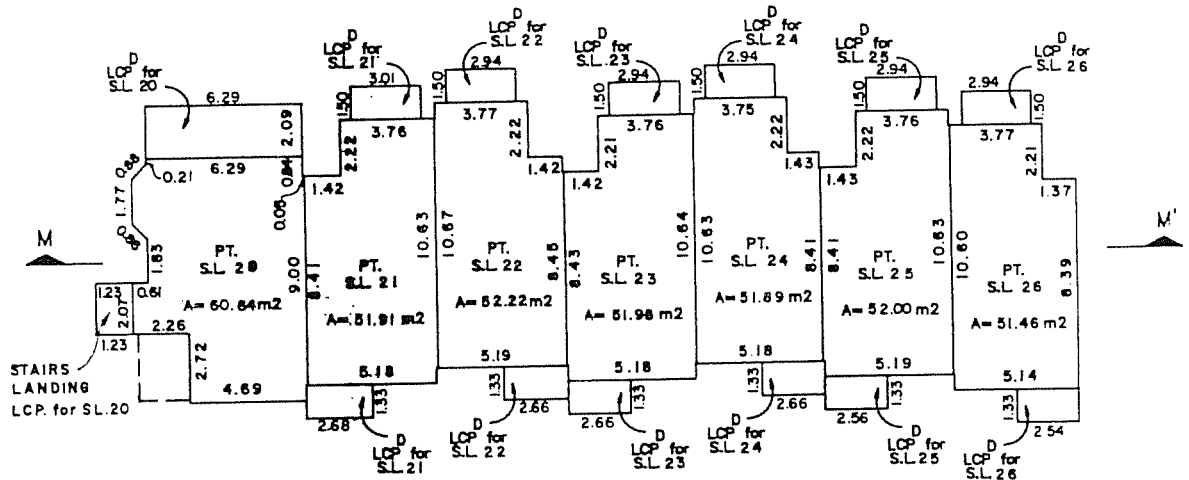 LCP^D for
S.L. 20
LCP^D for
S.L. 21
LCP^D for
S.L. 22
LCP^D for
S.L. 23
LCP^D for
S.L. 24
LCP^D for
S.L. 25
LCP^D for
S.L. 26
6.29
2.09
6.29
0.84
0.05
0.88
0.21
1.77
0.88
1.83
1.23
0.61
2.07
1.23
2.26
2.72
4.69
9.00
PT.
S.L. 20
A= 60.64 m2
STAIRS
LANDING
LCP. for SL.20
3.01
1.50
3.76
2.22
1.42
8.41
10.63
PT.
S.L. 21
A= 51.91 m2
5.18
1.33
2.68
LCP^D for
S.L. 21
2.94
1.50
3.77
2.22
1.42
10.67
8.45
PT.
S.L. 22
A= 52.22 m2
5.19
1.33
2.66
LCP^D for
S.L. 22
2.94
1.50
3.76
2.21
1.42
8.43
10.64
PT.
S.L. 23
A= 51.98 m2
5.18
1.33
2.66
LCP^D for
S.L. 23
2.94
1.50
3.75
2.22
1.43
10.63
8.41
PT.
S.L. 24
A= 51.89 m2
5.18
1.33
2.66
LCP^D for
S.L. 24
2.94
1.50
3.76
2.22
1.43
8.41
10.63
PT.
S.L. 25
A= 52.00 m2
5.19
1.33
2.56
LCP^D for
S.L. 25
2.94
1.50
3.77
2.21
1.37
10.60
8.39
PT.
S.L. 26
A= 51.46 m2
5.14
1.33
2.54
LCP^D for
S.L. 26
M
M'